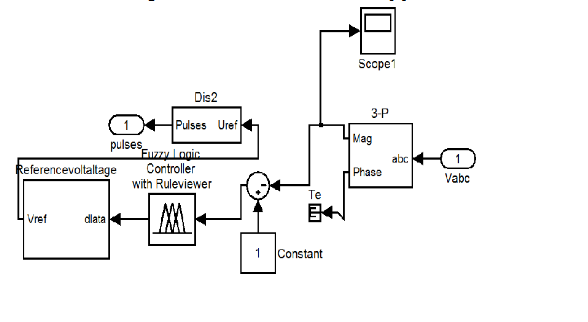 Scope1
Dis2
3-P
1
Pulses
Uref
Mag
pulses
abc
1
Fuzzy Logic
Controller
with Ruleviewer
Referencevoltaltage
Phase
Vabc
Te
Vref
dlata
1
Constant